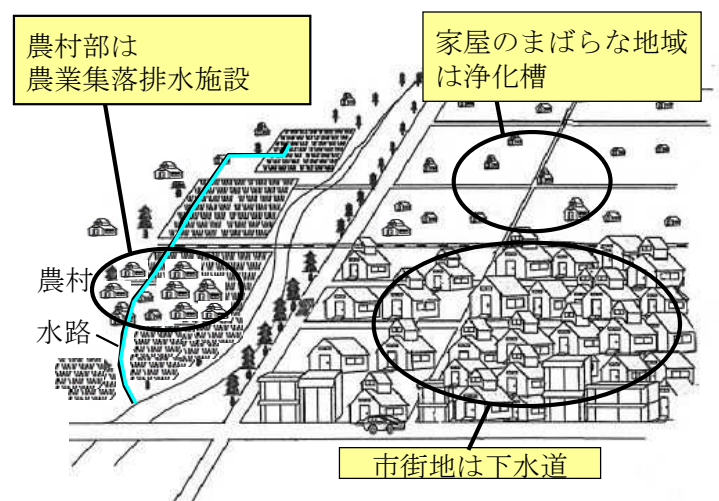 農村部は
農業集落排水施設
家屋のまばらな地域
は浄化槽
農村
水路
市街地は下水道